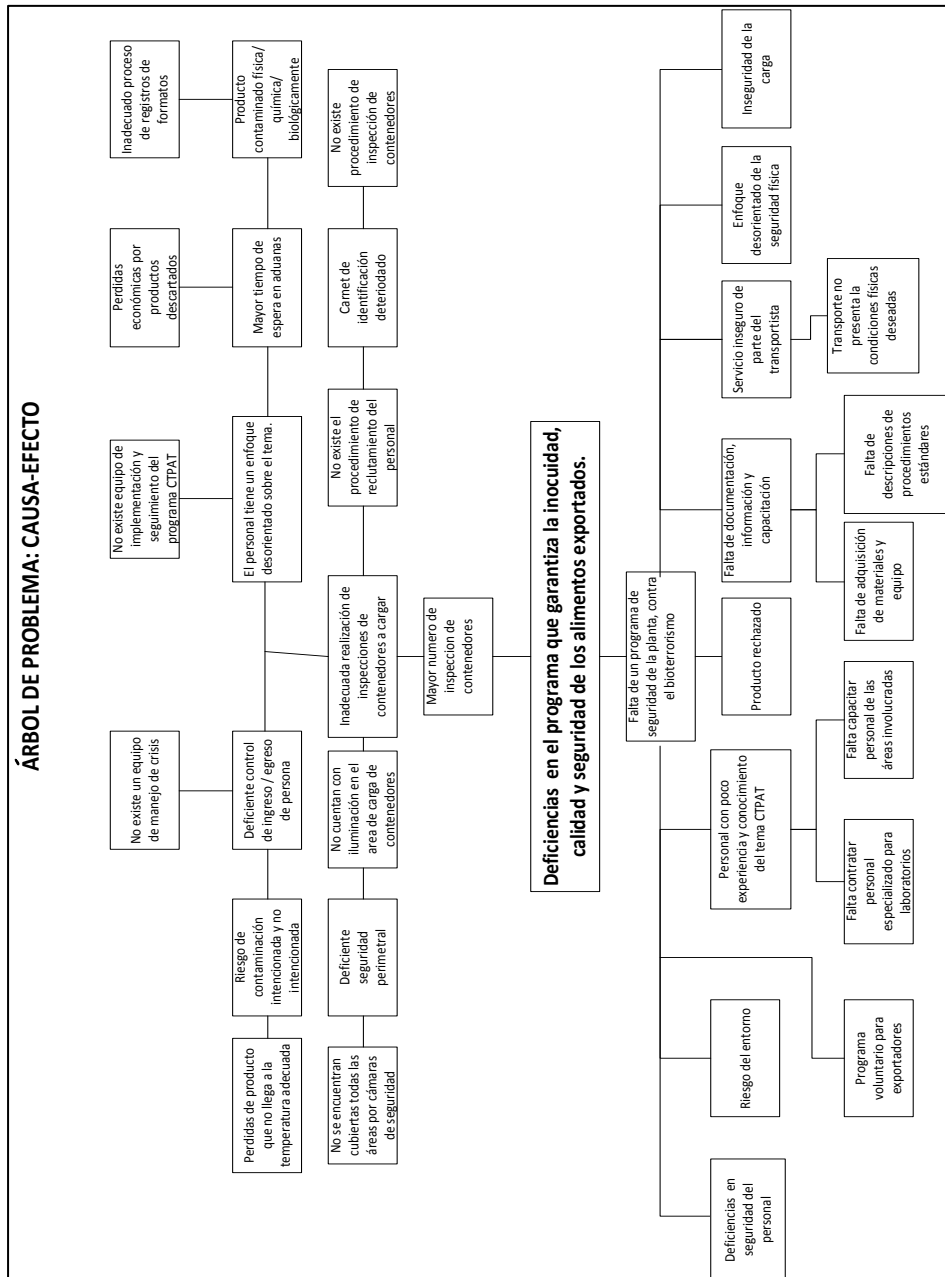 ÁRBOL DE PROBLEMA: CAUSA-EFECTO
No existe un equipo
de manejo de crisis
No existe equipo de
implementación y
seguimiento del
programa CTPAT
Perdidas
económicas por
productos
descartados
Inadecuado proceso
de registros de
formatos
Perdidas de producto
que no llega a la
temperatura adecuada
Riesgo de
contaminación
intencionada y no
intencionada
Deficiente control
de ingreso / egreso
de persona
El personal tiene un enfoque
desorientado sobre el tema.
Mayor tiempo de
espera en aduanas
Producto
contaminado física/
química/
biológicamente
No se encuentran
cubiertas todas las
áreas por cámaras
de seguridad
Deficiente
seguridad
perimetral
No cuentan con
iluminación en el
area de carga de
contenedores
Inadecuada realización de
inspecciones de
contenedores a cargar
No existe el
procedimiento de
reclutamiento del
personal
Carnet de
identificación
deteriodado
No existe
procedimiento de
inspección de
contenedores
Mayor numero de
inspeccion de
contenedores
Deficiencias en el programa que garantiza la inocuidad,
calidad y seguridad de los alimentos exportados.
Falta de un programa de
seguridad de la planta, contra
el bioterrorismo
Deficiencias en
seguridad del
personal
Riesgo del entorno
Personal con poco
experiencia y conocimiento
del tema CTPAT
Producto rechazado
Falta de documentación,
información y
capacitación
Servicio inseguro de
parte del
transportista
Enfoque
desorientado de la
seguridad física
Inseguridad de la
carga
Programa
voluntario para
exportadores
Falta contratar
personal
especializado para
laboratorios
Falta capacitar
personal de las
áreas involucradas
Falta de adquisición
de materiales y
equipo
Falta de
descripciones de
procedimientos
estándares
Transporte no
presenta la
condiciones físicas
deseadas